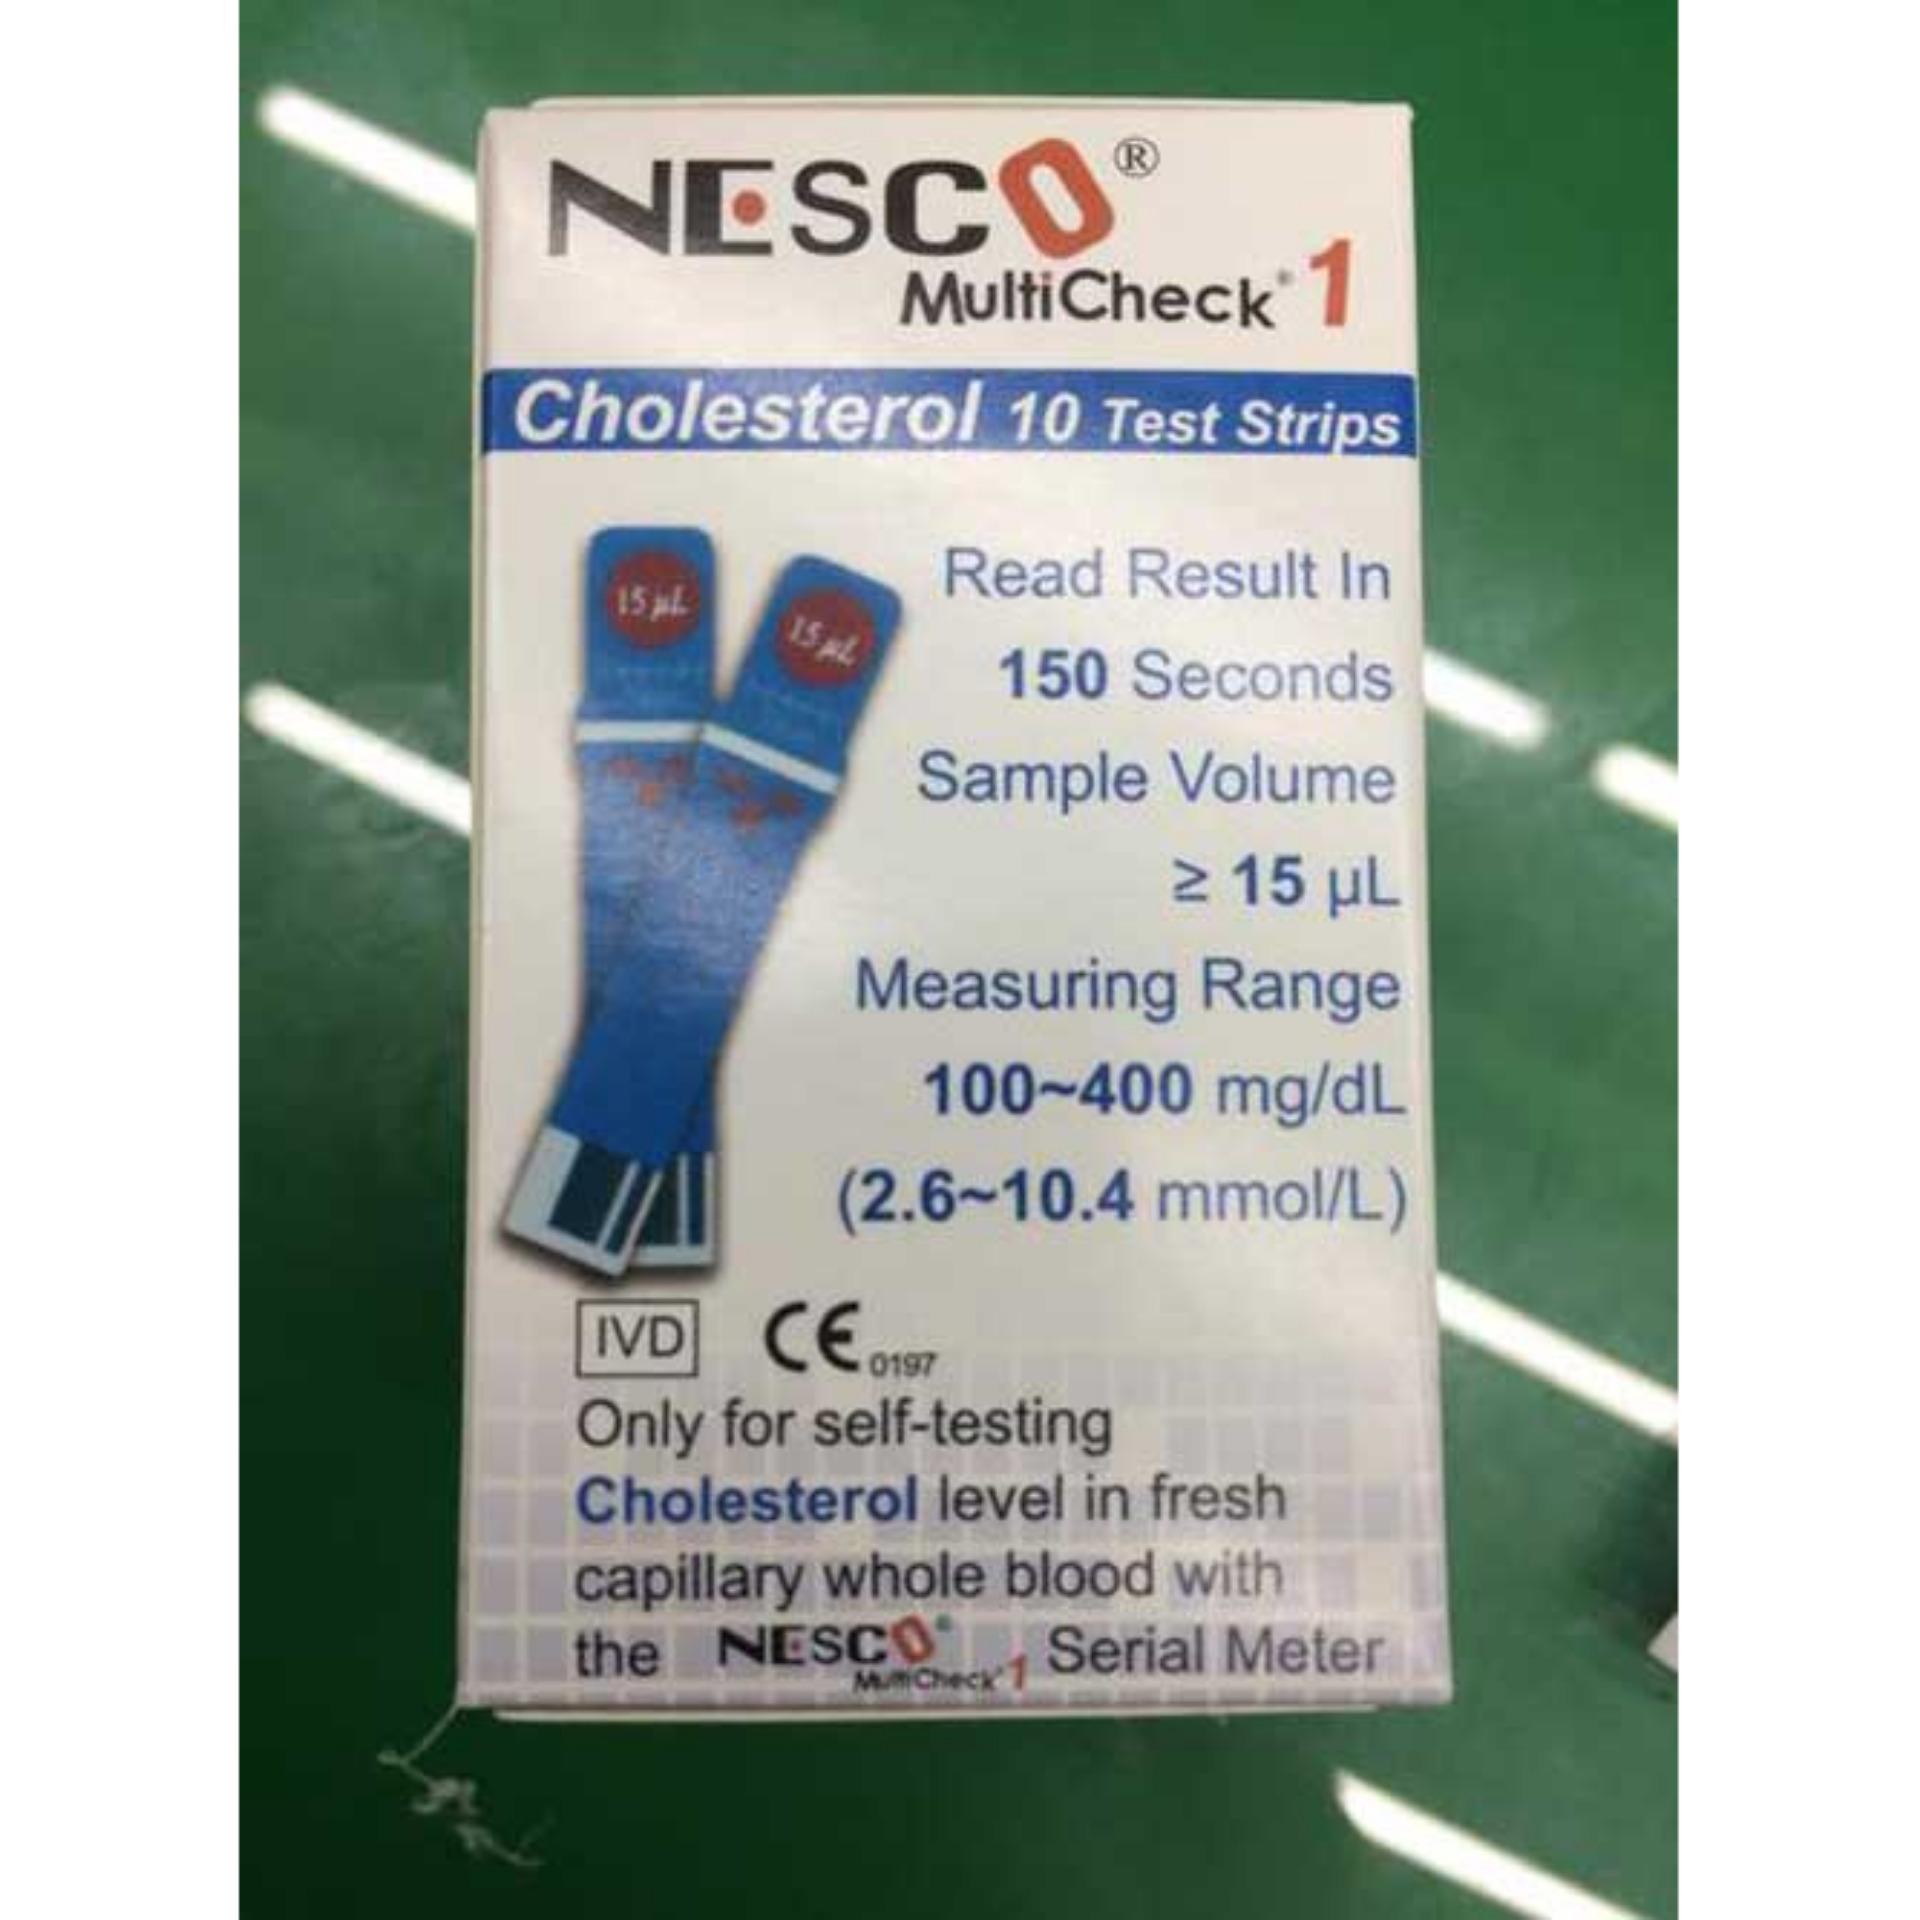 NESCO®
MultiCheck® 1
Cholesterol 10 Test Strips
15 µL
15 µL
Read Result In
150 Seconds
Sample Volume
≥ 15 µL
Measuring Range
100~400 mg/dL
(2.6~10.4 mmol/L)
IVD CE 0197
Only for self-testing
Cholesterol level in fresh
capillary whole blood with
the NESCO® MultiCheck® 1 Serial Meter